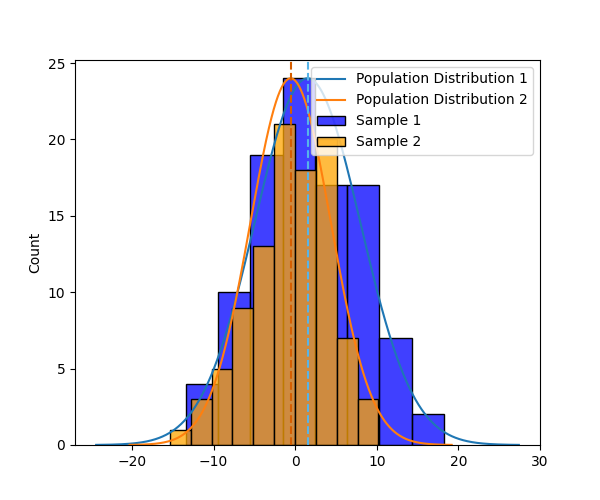 25
20
15
10
5
0
Count
−20
−10
0
10
20
30
Population Distribution 1
Population Distribution 2
Sample 1
Sample 2